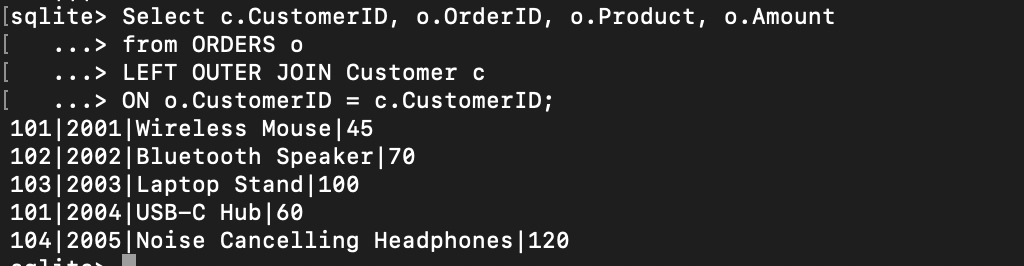 [sqlite> Select c.CustomerID, o.OrderID, o.Product, o.Amount
[   ...> from ORDERS o
[   ...> LEFT OUTER JOIN Customer c
[   ...> ON o.CustomerID = c.CustomerID;
101|2001|Wireless Mouse|45
102|2002|Bluetooth Speaker|70
103|2003|Laptop Stand|100
101|2004|USB-C Hub|60
104|2005|Noise Cancelling Headphones|120
sqlite>